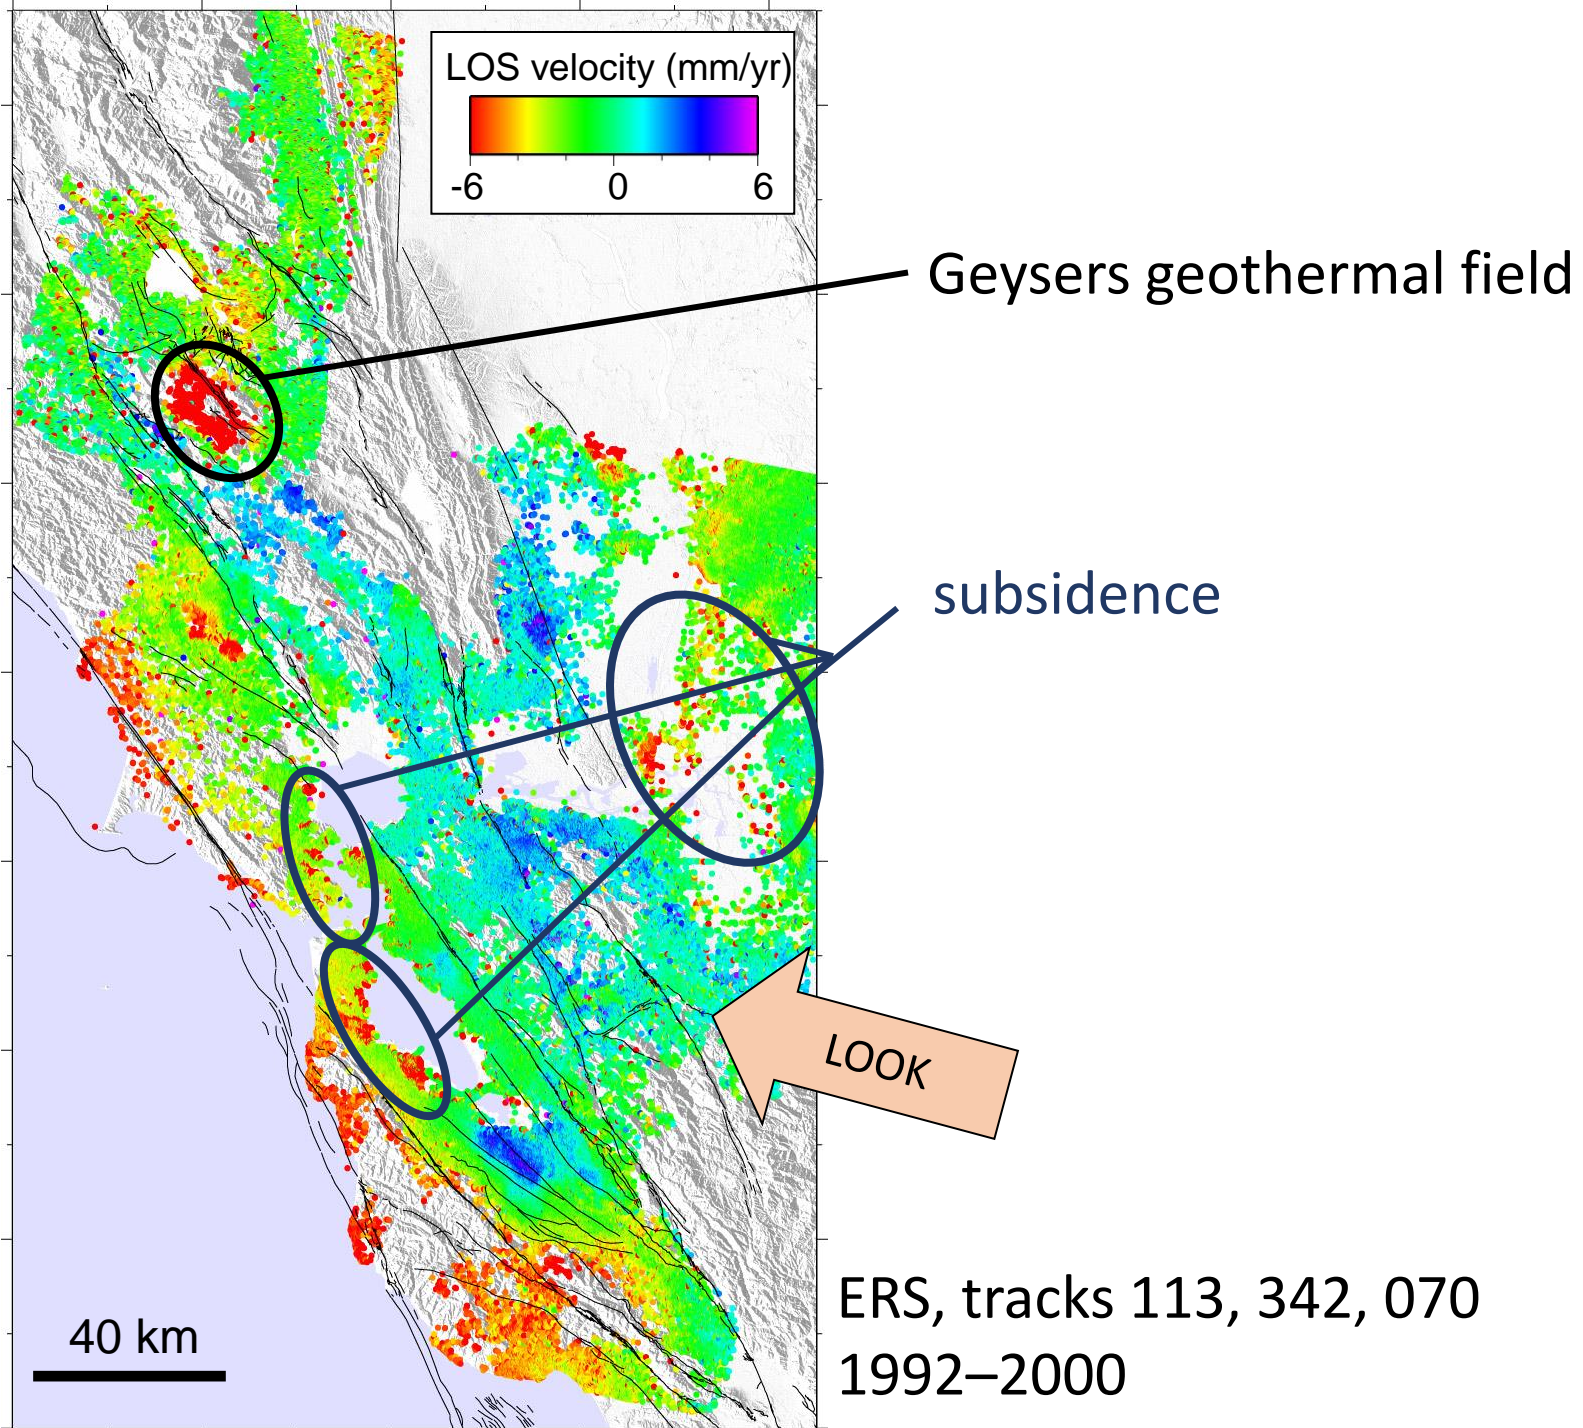 LOS velocity (mm/yr)
-6 0 6
Geysers geothermal field
subsidence
LOOK
40 km
ERS, tracks 113, 342, 070
1992–2000